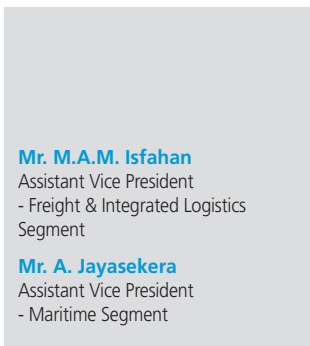 Mr. M.A.M. Isfahan
Assistant Vice President
- Freight & Integrated Logistics
Segment
Mr. A. Jayasekera
Assistant Vice President
- Maritime Segment